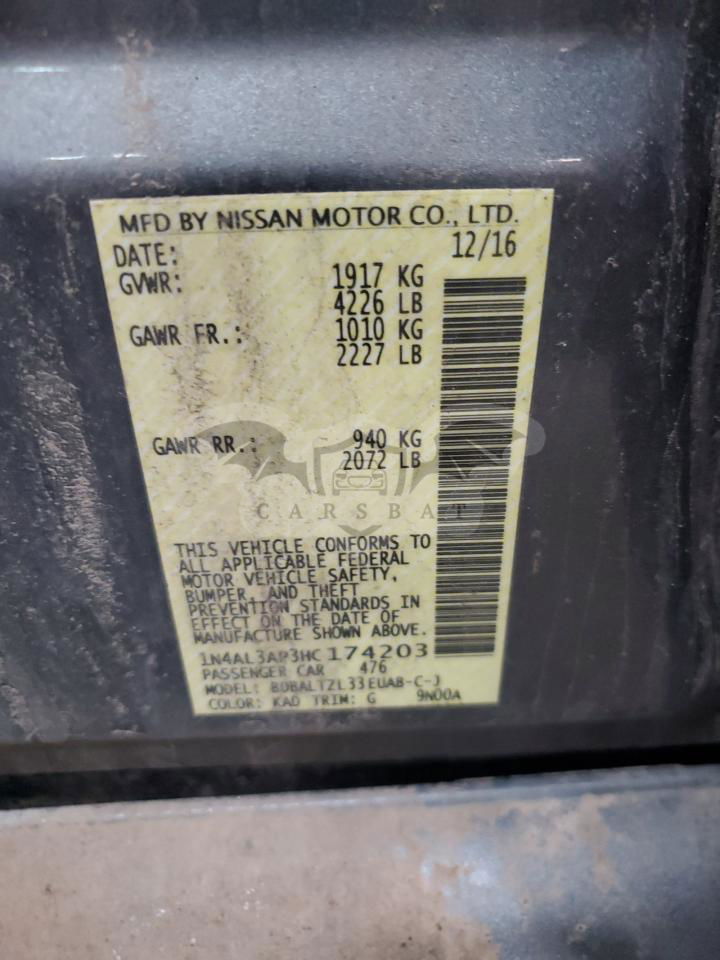 MFD BY NISSAN MOTOR CO., LTD.
DATE: 12/16
GVWR: 1917 KG
4226 LB
GAWR FR.: 1010 KG
2227 LB
GAWR RR.: 940 KG
2072 LB
CARSBAT
THIS VEHICLE CONFORMS TO
ALL APPLICABLE FEDERAL
MOTOR VEHICLE SAFETY,
BUMPER, AND THEFT
PREVENTION STANDARDS IN
EFFECT ON THE DATE OF
MANUFACTURE SHOWN ABOVE.
1N4AL3AP3HC174203
PASSENGER CAR 476
MODEL: BDBALTZL33EUAB-C-J
COLOR: KAD TRIM: G 9N00A